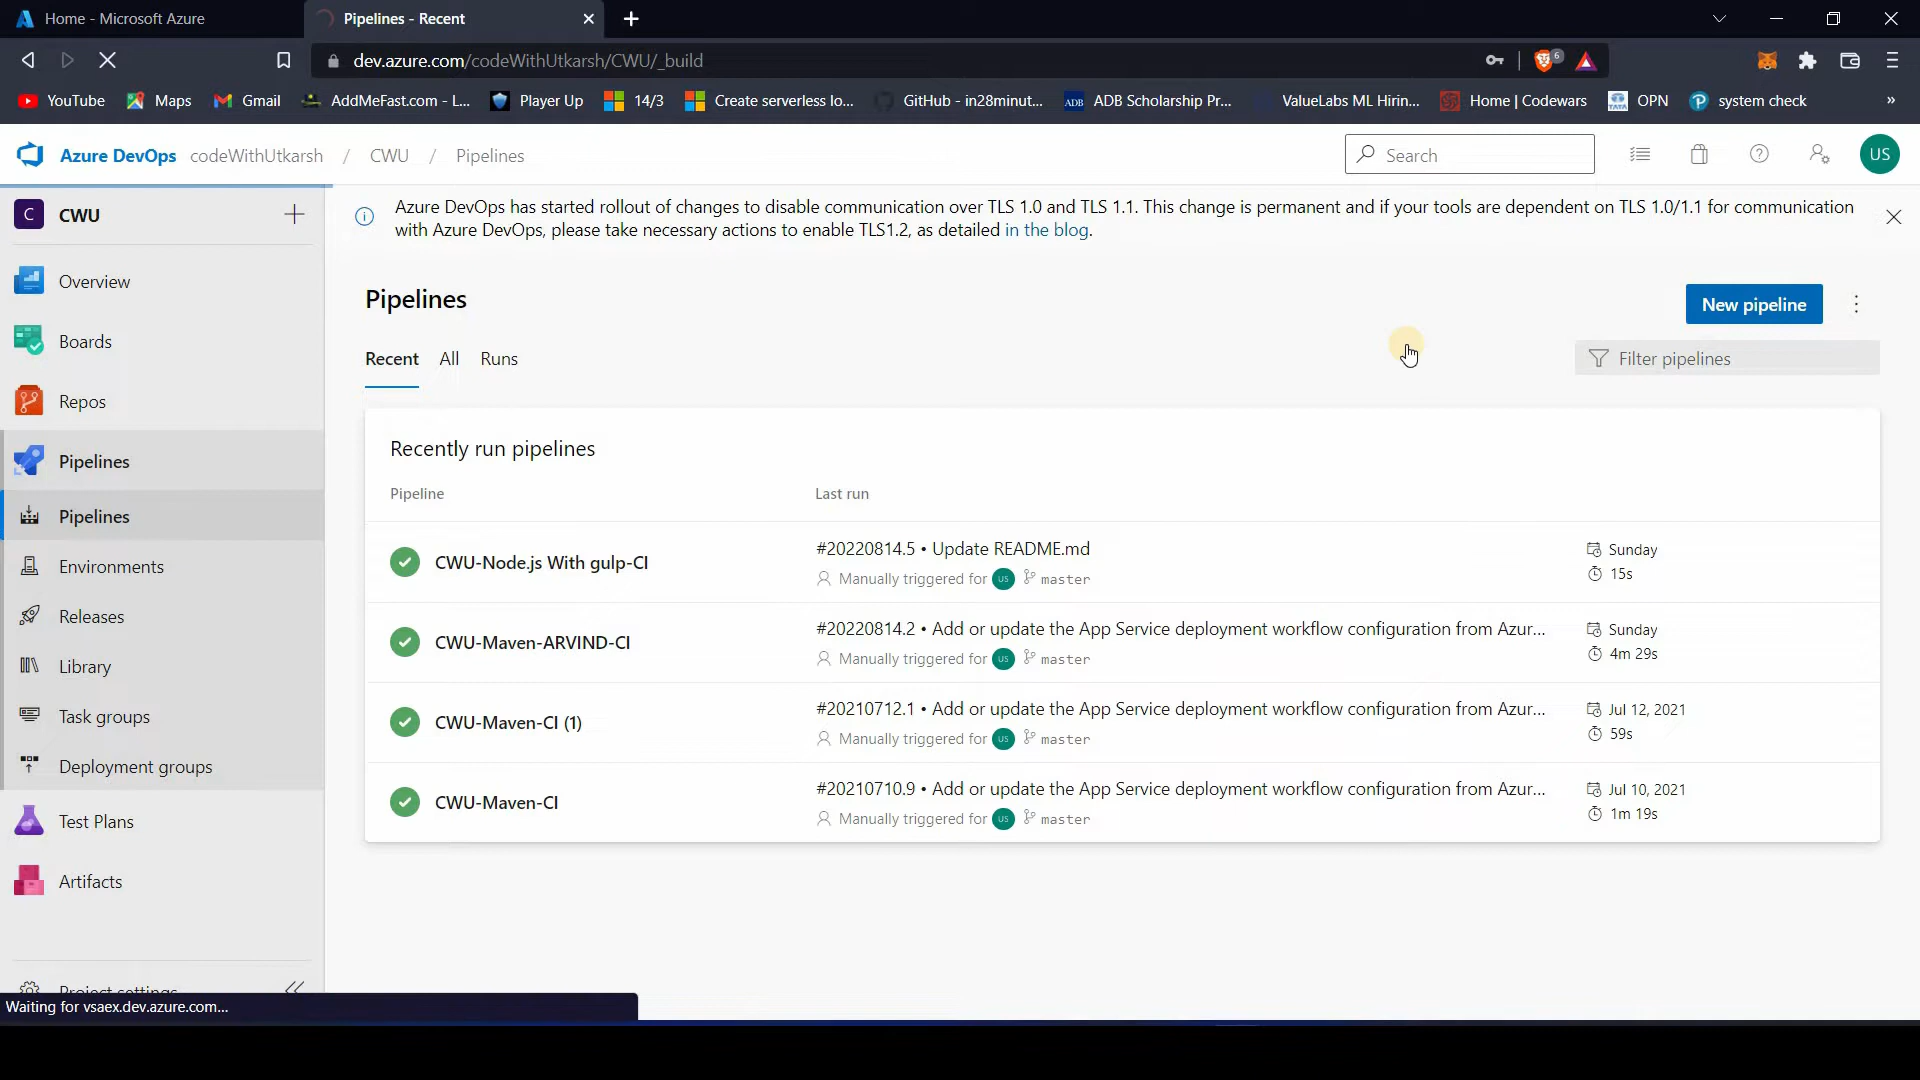 Home - Microsoft Azure
Pipelines - Recent
dev.azure.com/codeWithUtkarsh/CWU/_build
6
YouTube
Maps
Gmail
AddMeFast.com - L...
Player Up
14/3
Create serverless lo...
GitHub - in28minut...
ADB
ADB Scholarship Pr...
ValueLabs ML Hirin...
Home | Codewars
TATA
OPN
system check
»
Azure DevOps codeWithUtkarsh / CWU / Pipelines
Search
US
C
CWU
Azure DevOps has started rollout of changes to disable communication over TLS 1.0 and TLS 1.1. This change is permanent and if your tools are dependent on TLS 1.0/1.1 for communication
with Azure DevOps, please take necessary actions to enable TLS1.2, as detailed in the blog.
Overview
Boards
Repos
Pipelines
Pipelines
Environments
Releases
Library
Task groups
Deployment groups
Test Plans
Artifacts
Project settings
Waiting for vsaex.dev.azure.com...
Pipelines
New pipeline
Recent All Runs
Filter pipelines
Recently run pipelines
Pipeline Last run
CWU-Node.js With gulp-CI
#20220814.5 • Update README.md
Manually triggered for US master
Sunday
15s
CWU-Maven-ARVIND-CI
#20220814.2 • Add or update the App Service deployment workflow configuration from Azur...
Manually triggered for US master
Sunday
4m 29s
CWU-Maven-CI (1)
#20210712.1 • Add or update the App Service deployment workflow configuration from Azur...
Manually triggered for US master
Jul 12, 2021
59s
CWU-Maven-CI
#20210710.9 • Add or update the App Service deployment workflow configuration from Azur...
Manually triggered for US master
Jul 10, 2021
1m 19s